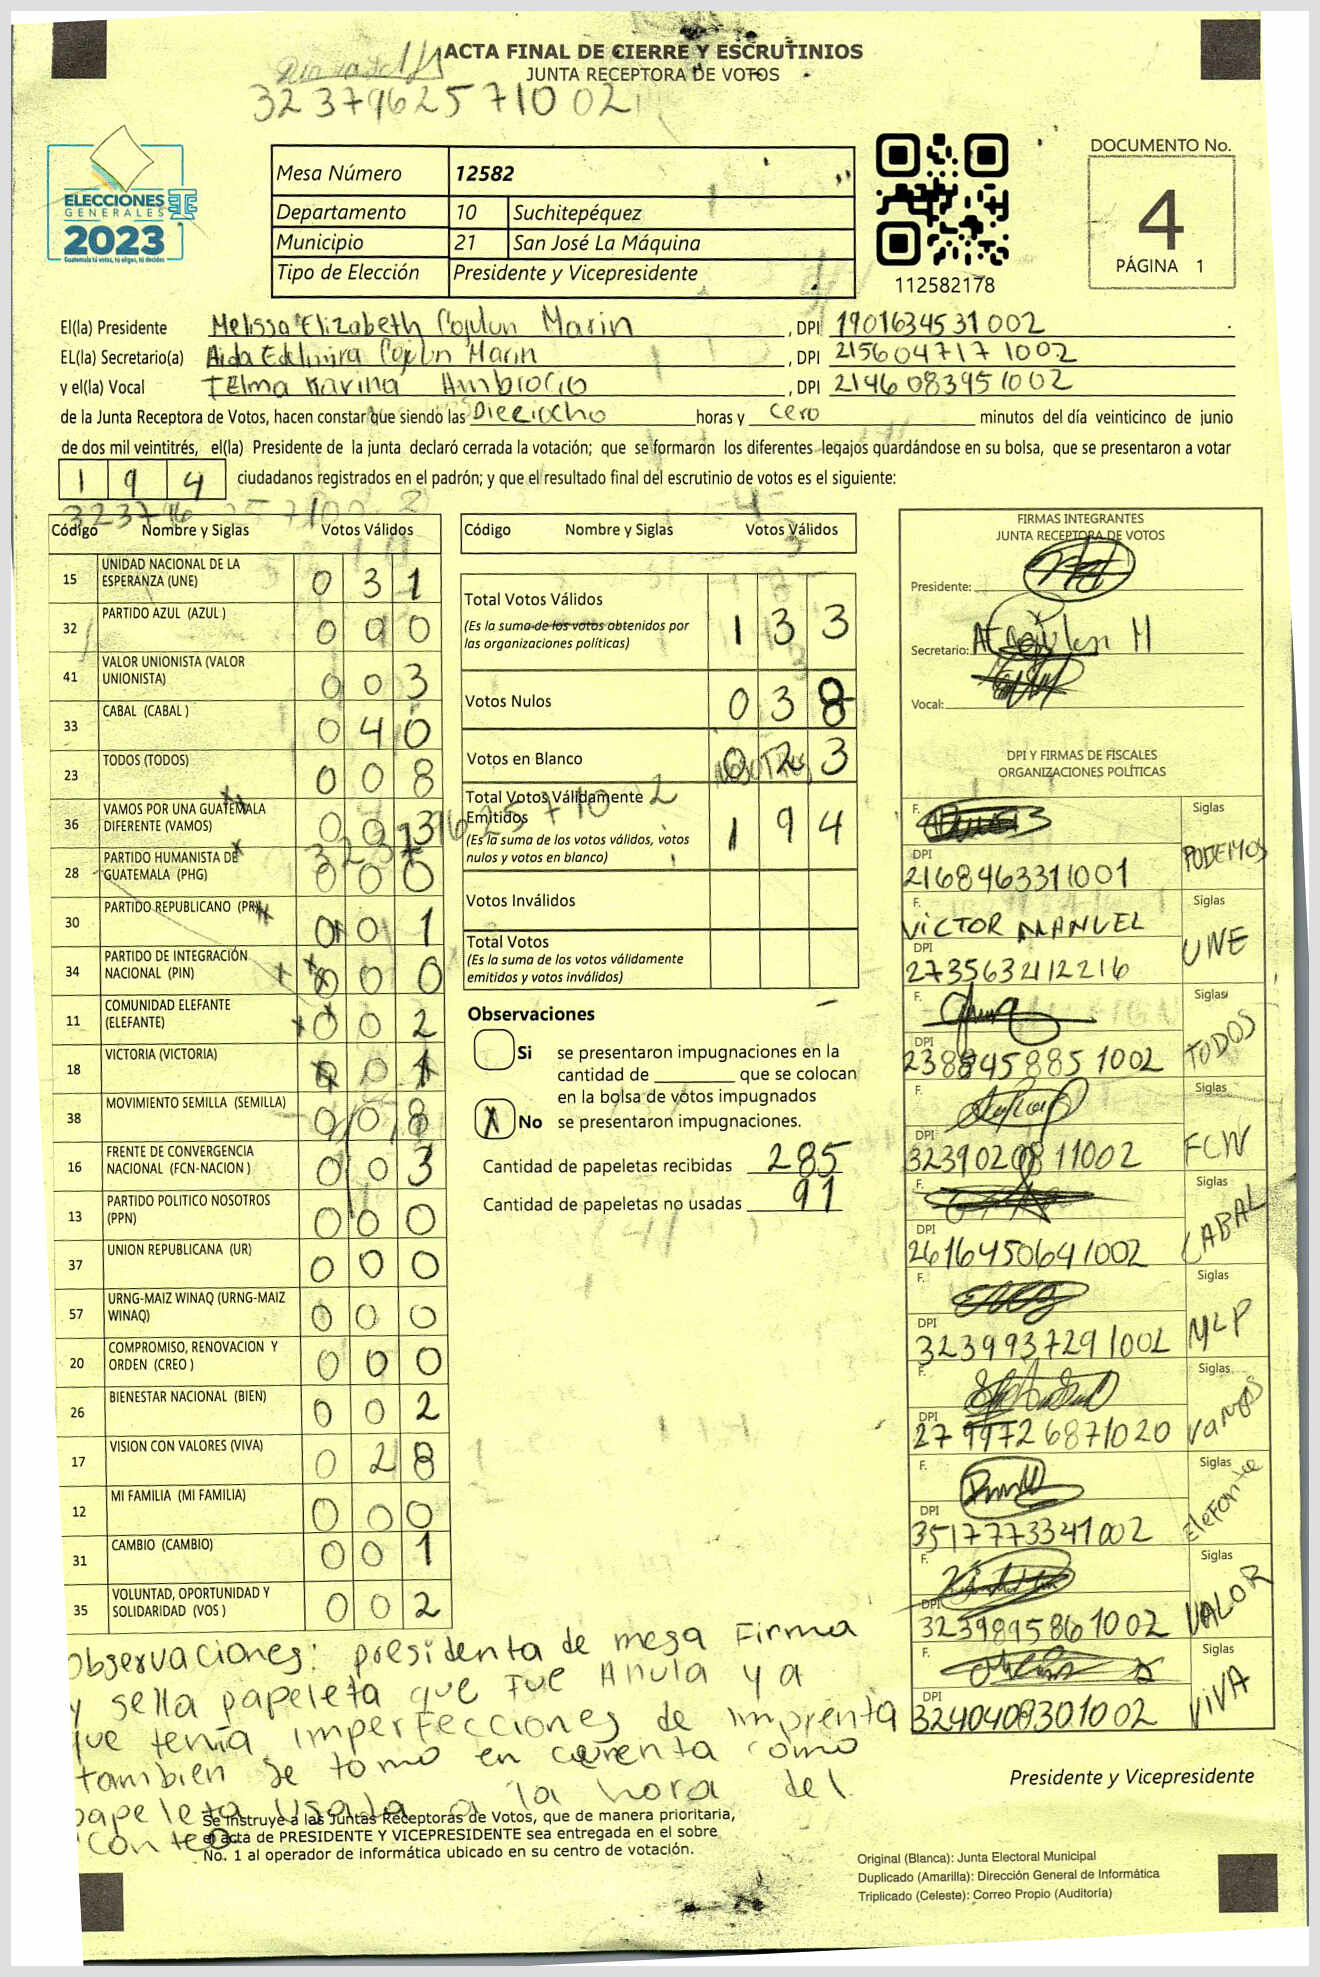 ACTA FINAL DE CIERRE Y ESCRUTINIOS
JUNTA RECEPTORA DE VOTOS
3237962571002
ELECCIONES
GENERALES
2023
Guatemala tú votas, tú eliges, tú decides
Mesa Número 12582
Departamento 10 Suchitepéquez
Municipio 21 San José La Máquina
Tipo de Elección Presidente y Vicepresidente
112582178
DOCUMENTO No.
4
PÁGINA 1
El(la) Presidente Melissa Elizabeth Cojulun Marin , DPI 1901634531002
EL(la) Secretario(a) Aida Edelmira Cojlun Marin , DPI 2156047171002
y el(la) Vocal TElma Karina Ambrocio , DPI 2146083951002
de la Junta Receptora de Votos, hacen constar que siendo las Dieciocho horas y cero minutos del día veinticinco de junio
de dos mil veintitrés, el(la) Presidente de la junta declaró cerrada la votación; que se formaron los diferentes legajos guardándose en su bolsa, que se presentaron a votar
194 ciudadanos registrados en el padrón; y que el resultado final del escrutinio de votos es el siguiente:
Código Nombre y Siglas Votos Válidos
15 UNIDAD NACIONAL DE LA ESPERANZA (UNE) 0 3 1
32 PARTIDO AZUL (AZUL ) 0 0 0
41 VALOR UNIONISTA (VALOR UNIONISTA) 0 0 3
33 CABAL (CABAL ) 0 4 0
23 TODOS (TODOS) 0 0 8
36 VAMOS POR UNA GUATEMALA DIFERENTE (VAMOS) 0 0 3
28 PARTIDO HUMANISTA DE GUATEMALA (PHG) 0 0 0
30 PARTIDO REPUBLICANO (PR) 0 0 1
34 PARTIDO DE INTEGRACIÓN NACIONAL (PIN) 0 0 0
11 COMUNIDAD ELEFANTE (ELEFANTE) 0 0 2
18 VICTORIA (VICTORIA) 0 0 1
38 MOVIMIENTO SEMILLA (SEMILLA) 0 0 8
16 FRENTE DE CONVERGENCIA NACIONAL (FCN-NACION ) 0 0 3
13 PARTIDO POLITICO NOSOTROS (PPN) 0 0 0
37 UNION REPUBLICANA (UR) 0 0 0
57 URNG-MAIZ WINAQ (URNG-MAIZ WINAQ) 0 0 0
20 COMPROMISO, RENOVACION Y ORDEN (CREO ) 0 0 0
26 BIENESTAR NACIONAL (BIEN) 0 0 2
17 VISION CON VALORES (VIVA) 0 2 8
12 MI FAMILIA (MI FAMILIA) 0 0 0
31 CAMBIO (CAMBIO) 0 0 1
35 VOLUNTAD, OPORTUNIDAD Y SOLIDARIDAD (VOS ) 0 0 2
Código Nombre y Siglas Votos Válidos
Total Votos Válidos 1 3 3
(Es la suma de los votos obtenidos por
las organizaciones políticas)
Votos Nulos 0 3 8
Votos en Blanco 0 2 3
Total Votos Válidamente
Emitidos 1 9 4
(Es la suma de los votos válidos, votos
nulos y votos en blanco)
Votos Inválidos
Total Votos
(Es la suma de los votos válidamente
emitidos y votos inválidos)
Observaciones
Si se presentaron impugnaciones en la
cantidad de ________ que se colocan
en la bolsa de votos impugnados
X No se presentaron impugnaciones.
Cantidad de papeletas recibidas 285
Cantidad de papeletas no usadas 91
FIRMAS INTEGRANTES
JUNTA RECEPTORA DE VOTOS
Presidente:
Secretario:
Vocal:
DPI Y FIRMAS DE FISCALES
ORGANIZACIONES POLÍTICAS
F. Siglas
DPI 2168463311001 PODEMOS
F. VICTOR MANUEL Siglas
DPI 2735632112216 UNE
F. Siglas
DPI 2388945885 1002 TODOS
F. Siglas
DPI 3239020811002 FCN
F. Siglas
DPI 2616450641002 CABAL
F. Siglas
DPI 3239937291002 MLP
F. Siglas
DPI 2799726871020 VAMOS
F. Siglas
DPI 3517773341002 Elefante
F. Siglas
DPI 3239895861002 VALOR
F. Siglas
DPI 3240409301002 VIVA
Observaciones: presidenta de mesa Firma
y sella papeleta que Fue Anula ya
que tenia imperfecciones de imprenta
tambien se tomo en cuenta como
papeleta usada a la hora del
Conteo
Se instruye a las Juntas Receptoras de Votos, que de manera prioritaria,
el acta de PRESIDENTE Y VICEPRESIDENTE sea entregada en el sobre
No. 1 al operador de informática ubicado en su centro de votación.
Presidente y Vicepresidente
Original (Blanca): Junta Electoral Municipal
Duplicado (Amarilla): Dirección General de Informática
Triplicado (Celeste): Correo Propio (Auditoría)